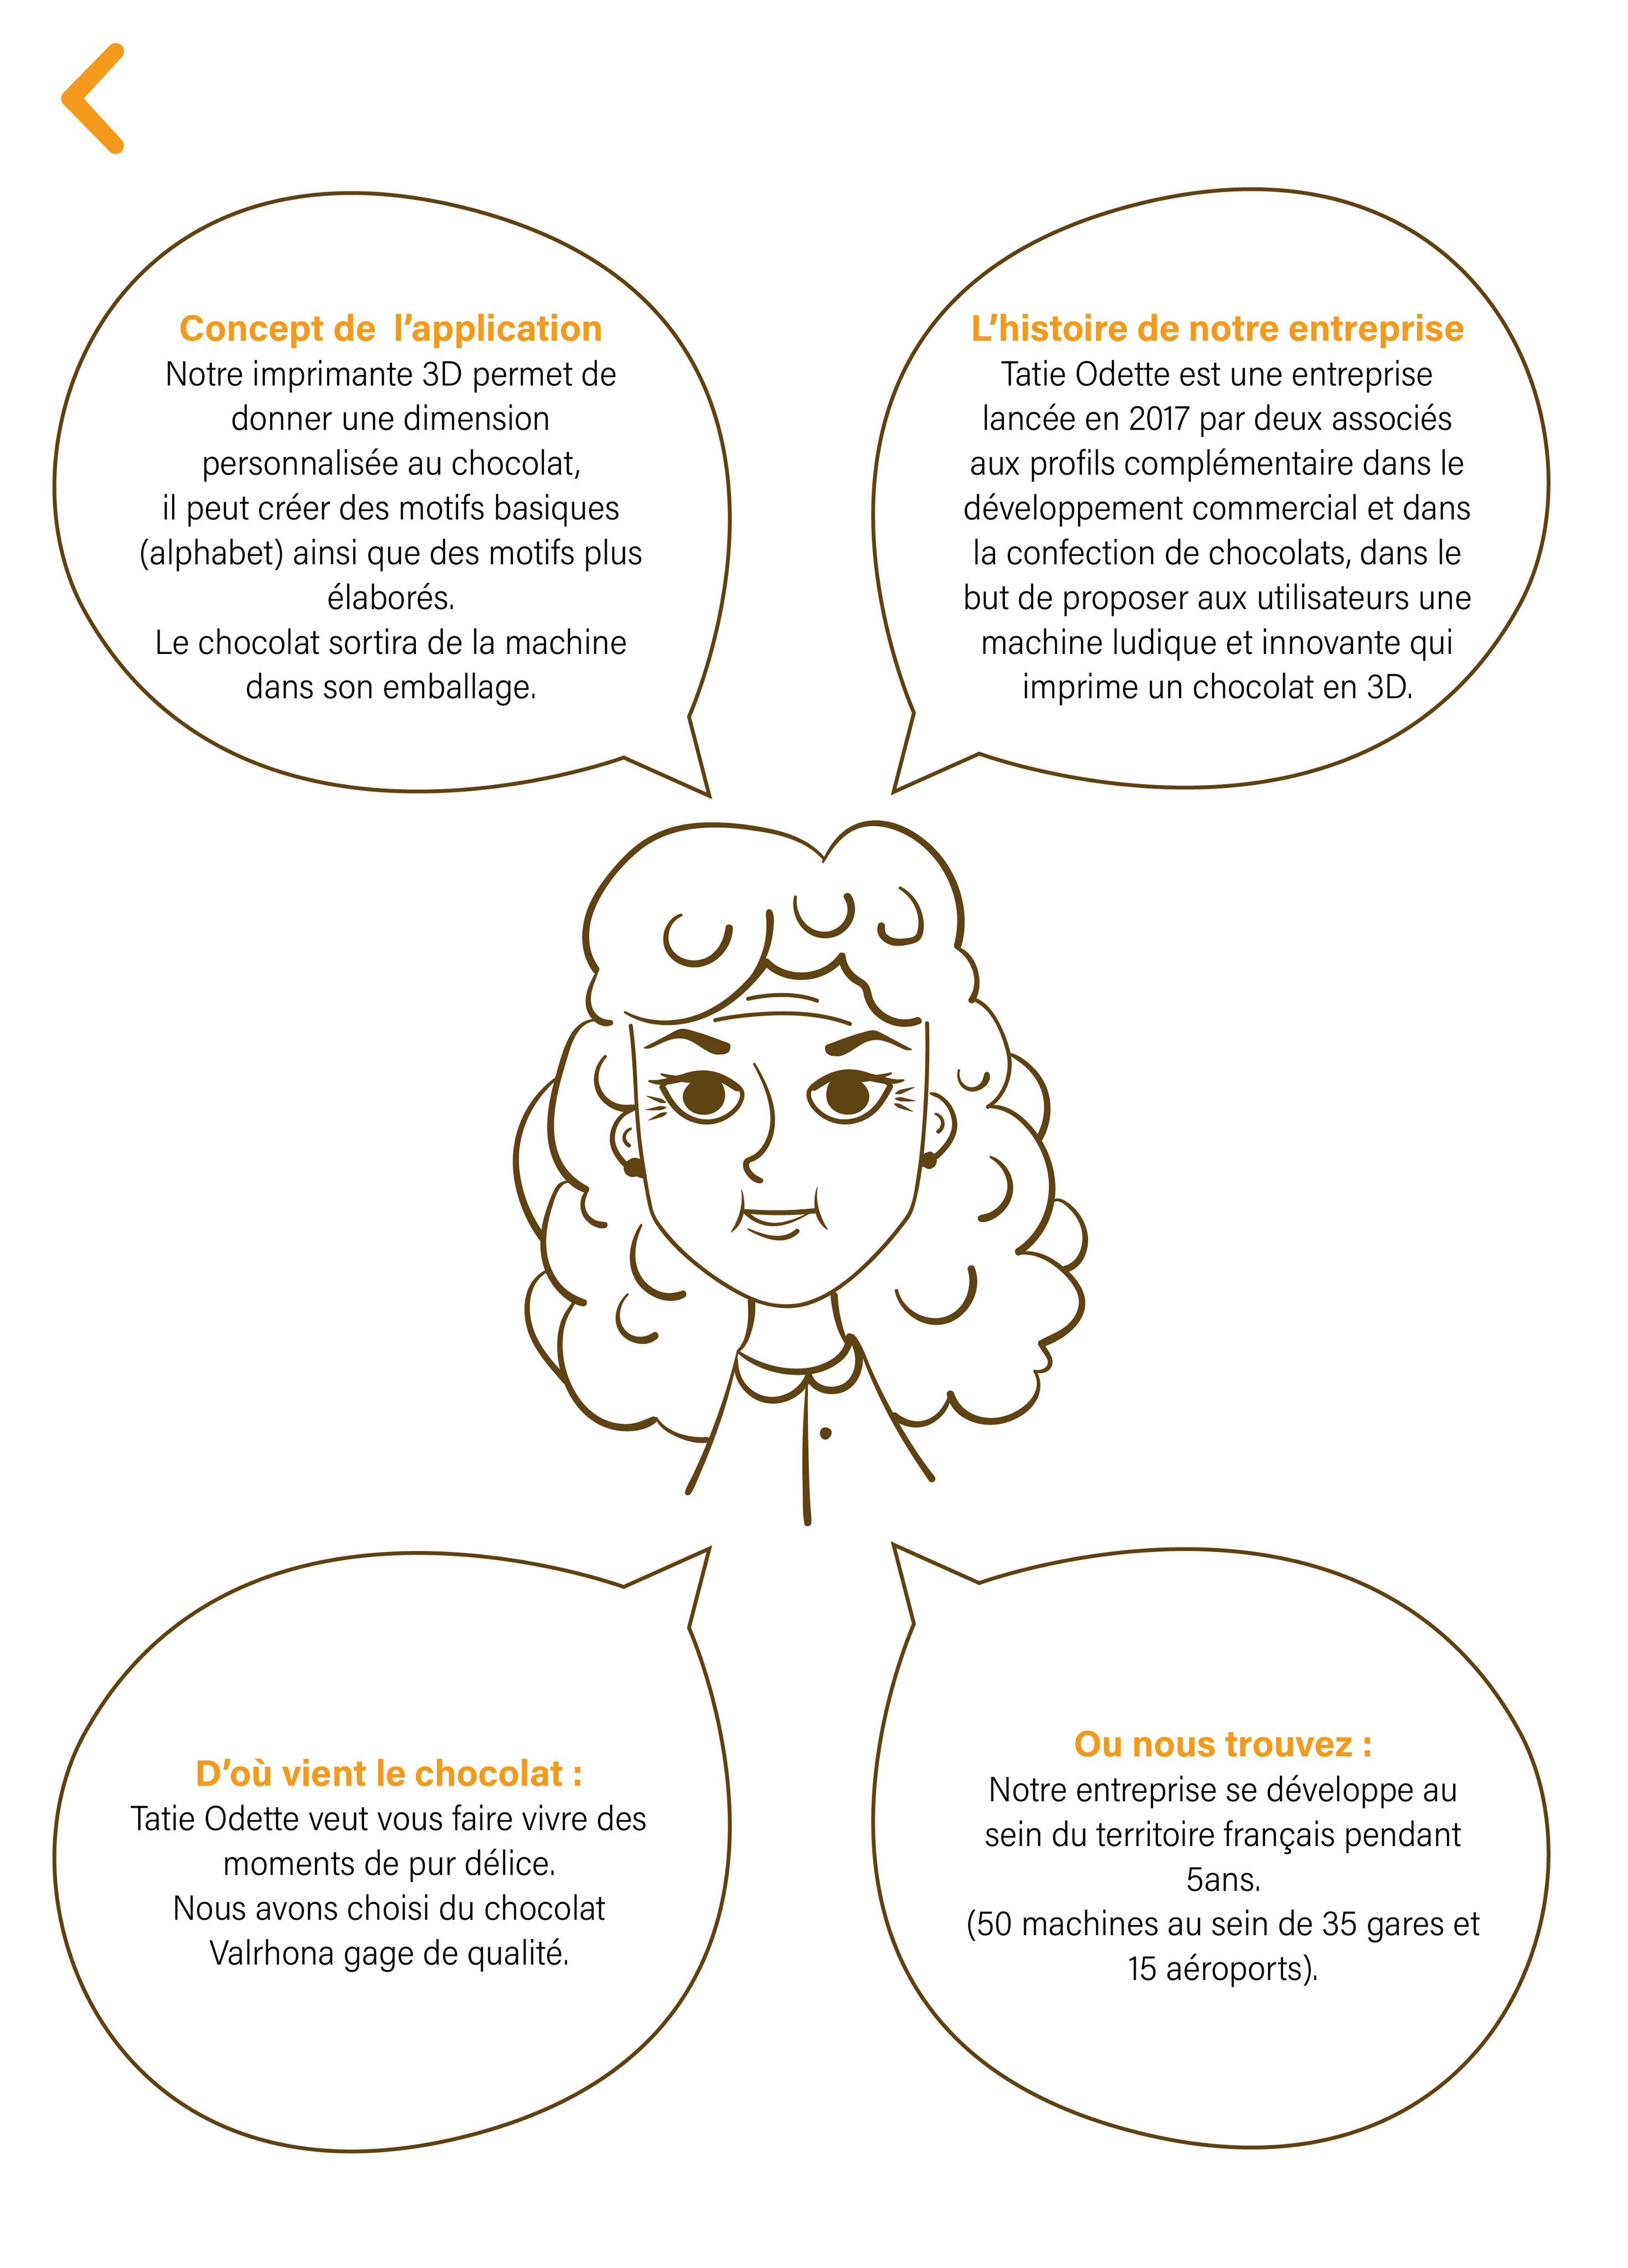 Concept de  l’application
Notre imprimante 3D permet de
donner une dimension
personnalisée au chocolat,
il peut créer des motifs basiques
(alphabet) ainsi que des motifs plus
élaborés.
Le chocolat sortira de la machine
dans son emballage.
L’histoire de notre entreprise
Tatie Odette est une entreprise
lancée en 2017 par deux associés
aux profils complémentaire dans le
développement commercial et dans
la confection de chocolats, dans le
but de proposer aux utilisateurs une
machine ludique et innovante qui
imprime un chocolat en 3D.
D’où vient le chocolat :
Tatie Odette veut vous faire vivre des
moments de pur délice.
Nous avons choisi du chocolat
Valrhona gage de qualité.
Ou nous trouvez :
Notre entreprise se développe au
sein du territoire français pendant
5ans.
(50 machines au sein de 35 gares et
15 aéroports).